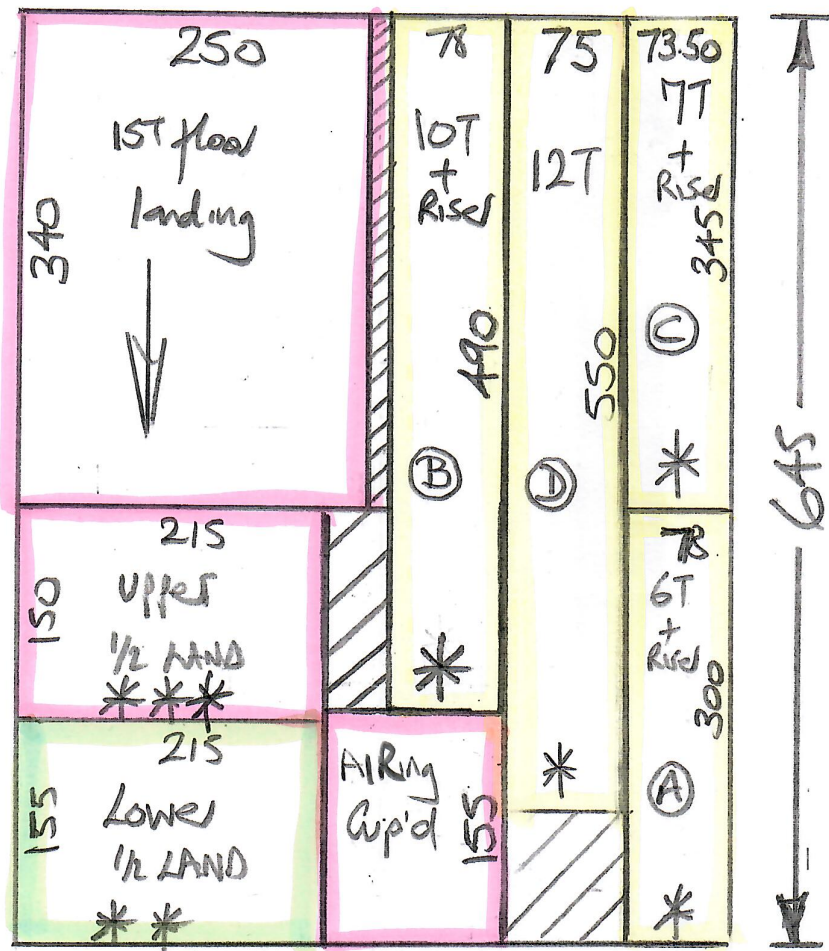 250
1ST floor
landing
340
78
10T
+
Riser
490
B
75
12T
550
D
73.50
7T
+
Riser
345
C
645
215
upper
1/2 LAND
150
215
Lower
1/2 LAND
155
AIRing
Cup'd
155
78
6T
+
Riser
300
A